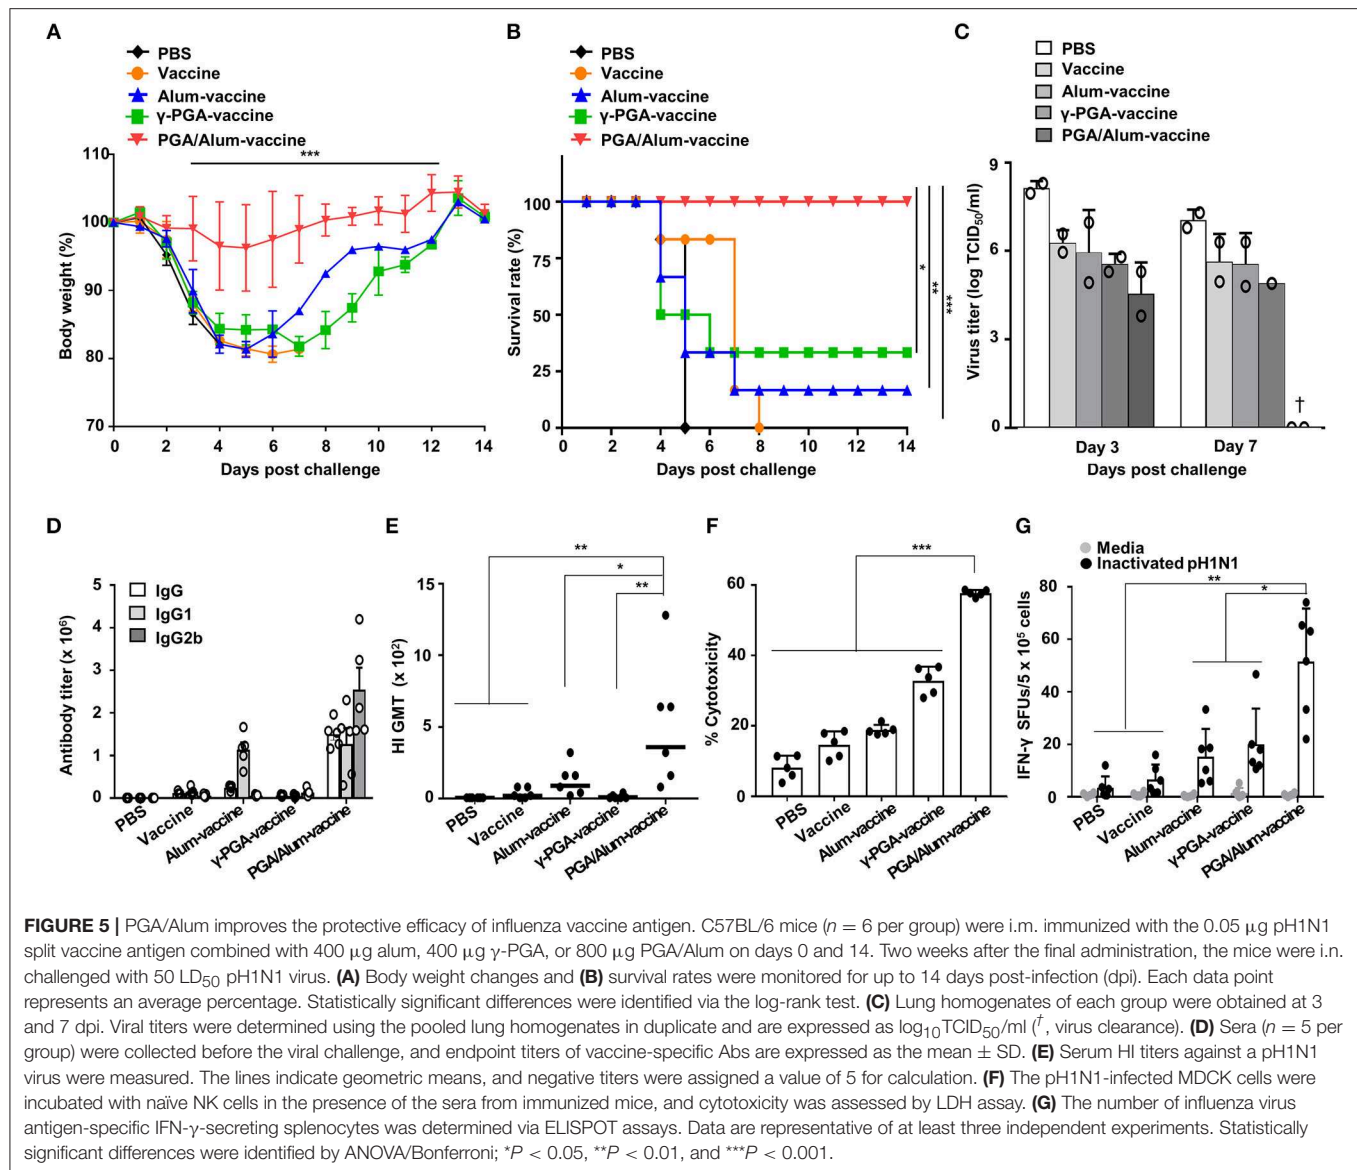 A
PBS
Vaccine
Alum-vaccine
γ-PGA-vaccine
PGA/Alum-vaccine
***
Body weight (%)
110
100
90
80
70
0 2 4 6 8 10 12 14
Days post challenge
B
PBS
Vaccine
Alum-vaccine
γ-PGA-vaccine
PGA/Alum-vaccine
Survival rate (%)
100
75
50
25
0
0 2 4 6 8 10 12 14
Days post challenge
*
**
***
C
PBS
Vaccine
Alum-vaccine
γ-PGA-vaccine
PGA/Alum-vaccine
Virus titer (log TCID50/ml)
9
6
3
0
†
Day 3 Day 7
Days post challenge
D
IgG
IgG1
IgG2b
Antibody titer (x 10⁶)
5
4
3
2
1
0
PBS
Vaccine
Alum-vaccine
γ-PGA-vaccine
PGA/Alum-vaccine
E
**
*
**
HI GMT (x 10²)
15
10
5
0
PBS
Vaccine
Alum-vaccine
γ-PGA-vaccine
PGA/Alum-vaccine
F
***
% Cytotoxicity
60
40
20
0
PBS
Vaccine
Alum-vaccine
γ-PGA-vaccine
PGA/Alum-vaccine
G
Media
Inactivated pH1N1
**
*
IFN-γ SFUs/5 x 10⁵ cells
80
60
40
20
0
PBS
Vaccine
Alum-vaccine
γ-PGA-vaccine
PGA/Alum-vaccine
FIGURE 5 | PGA/Alum improves the protective efficacy of influenza vaccine antigen. C57BL/6 mice (n = 6 per group) were i.m. immunized with the 0.05 μg pH1N1
split vaccine antigen combined with 400 μg alum, 400 μg γ-PGA, or 800 μg PGA/Alum on days 0 and 14. Two weeks after the final administration, the mice were i.n.
challenged with 50 LD50 pH1N1 virus. (A) Body weight changes and (B) survival rates were monitored for up to 14 days post-infection (dpi). Each data point
represents an average percentage. Statistically significant differences were identified via the log-rank test. (C) Lung homogenates of each group were obtained at 3
and 7 dpi. Viral titers were determined using the pooled lung homogenates in duplicate and are expressed as log10TCID50/ml (†, virus clearance). (D) Sera (n = 5 per
group) were collected before the viral challenge, and endpoint titers of vaccine-specific Abs are expressed as the mean ± SD. (E) Serum HI titers against a pH1N1
virus were measured. The lines indicate geometric means, and negative titers were assigned a value of 5 for calculation. (F) The pH1N1-infected MDCK cells were
incubated with naïve NK cells in the presence of the sera from immunized mice, and cytotoxicity was assessed by LDH assay. (G) The number of influenza virus
antigen-specific IFN-γ-secreting splenocytes was determined via ELISPOT assays. Data are representative of at least three independent experiments. Statistically
significant differences were identified by ANOVA/Bonferroni; *P < 0.05, **P < 0.01, and ***P < 0.001.